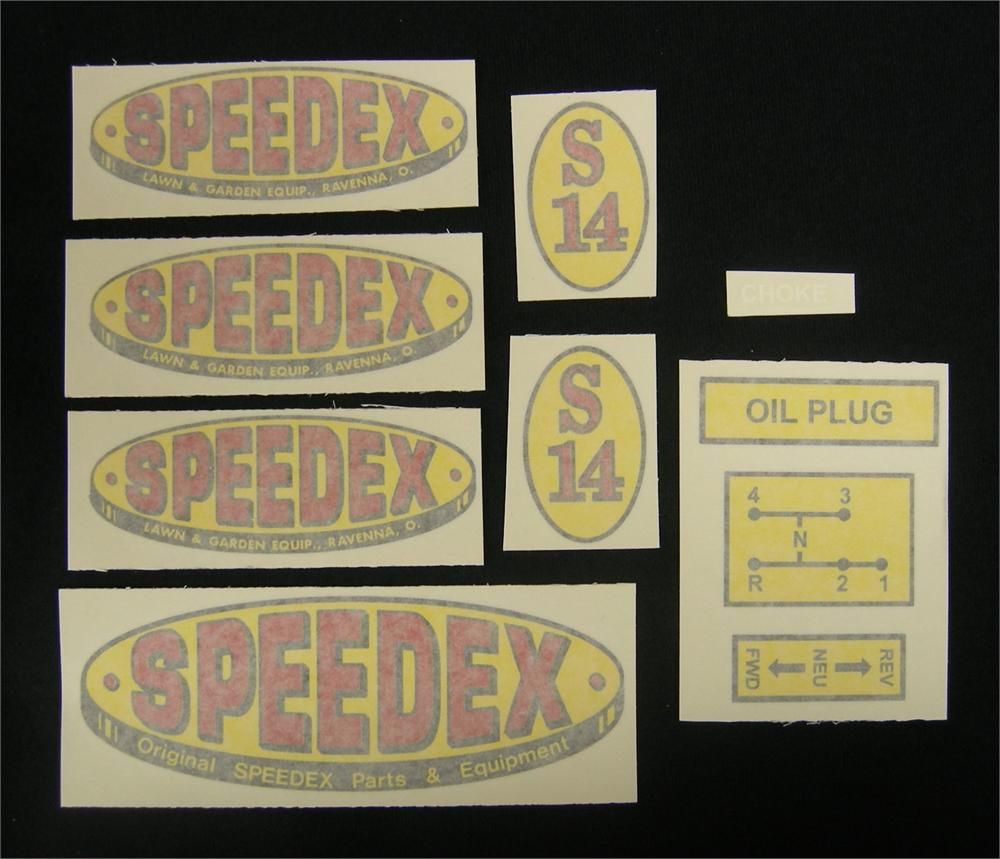 SPEEDEX
LAWN & GARDEN EQUIP., RAVENNA, O.
SPEEDEX
LAWN & GARDEN EQUIP., RAVENNA, O.
SPEEDEX
LAWN & GARDEN EQUIP., RAVENNA, O.
SPEEDEX
Original SPEEDEX Parts & Equipment
S
14
S
14
CHOKE
OIL PLUG
4 3
N
R 2 1
FWD NEU REV